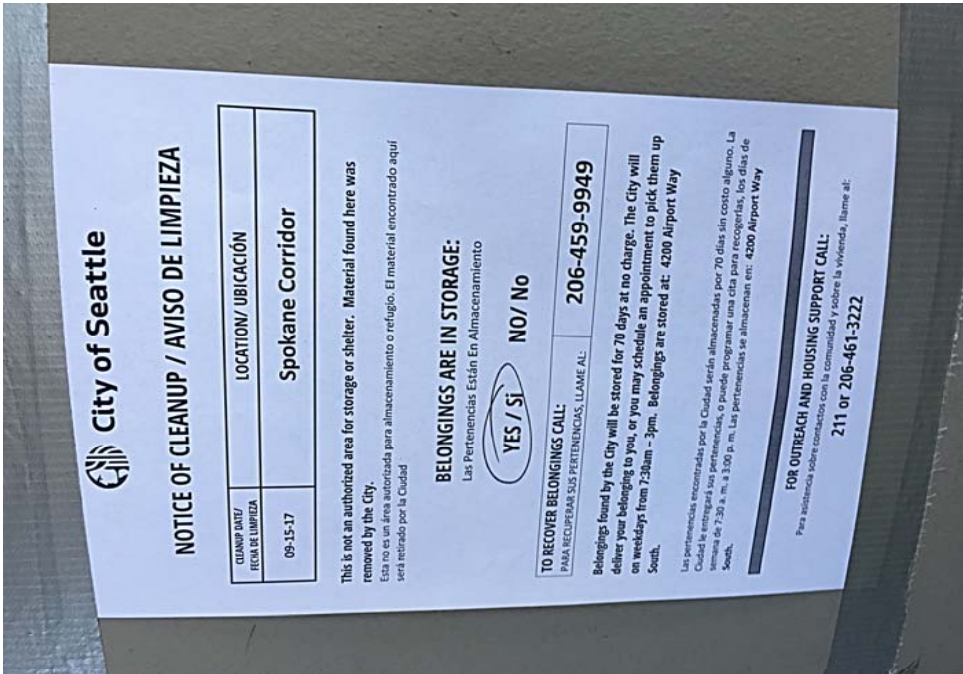 City of Seattle
NOTICE OF CLEANUP / AVISO DE LIMPIEZA
CLEANUP DATE/
FECHA DE LIMPIEZA
LOCATION/ UBICACIÓN
09-15-17
Spokane Corridor
This is not an authorized area for storage or shelter. Material found here was
removed by the City.
Esta no es un área autorizada para almacenamiento o refugio. El material encontrado aquí
será retirado por la Ciudad
BELONGINGS ARE IN STORAGE:
Las Pertenencias Están En Almacenamiento
YES / Si NO/ No
TO RECOVER BELONGINGS CALL:
PARA RECUPERAR SUS PERTENENCIAS, LLAME AL:
206-459-9949
Belongings found by the City will be stored for 70 days at no charge. The City will
deliver your belonging to you, or you may schedule an appointment to pick them up
on weekdays from 7:30am – 3pm. Belongings are stored at: 4200 Airport Way
South.
Las pertenencias encontradas por la Ciudad serán almacenadas por 70 días sin costo alguno. La
Ciudad le entregará sus pertenencias, o puede programar una cita para recogerlas, los días de
semana de 7:30 a. m. a 3:00 p. m. Las pertenencias se almacenan en: 4200 Airport Way
South.
FOR OUTREACH AND HOUSING SUPPORT CALL:
Para asistencia sobre contactos con la comunidad y sobre la vivienda, llame al:
211 or 206-461-3222